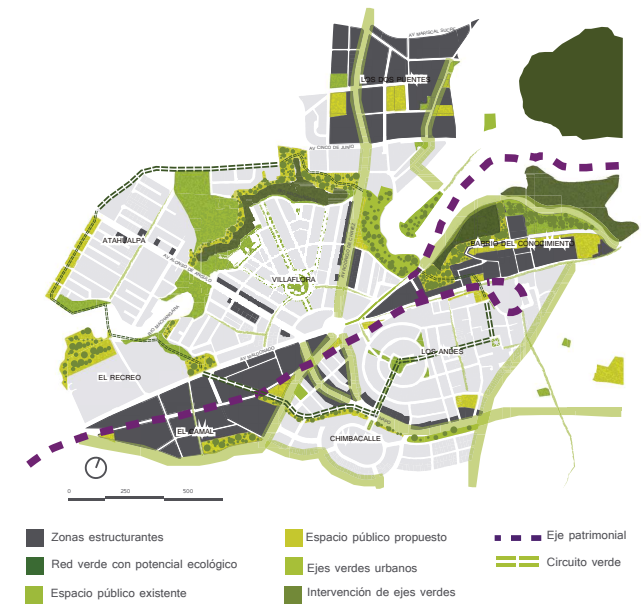 AV MARISCAL SUCRE
LOS DOS PUENTES
AV CINCO DE JUNIO
ATAHUALPA
BARRIO DEL CONOCIMIENTO
VILLAFLORA
LOS ANDES
AV MALDONADO
EL RECREO
EL CAMAL
CHIMBACALLE
0 250 500
Zonas estructurantes
Red verde con potencial ecológico
Espacio público existente
Espacio público propuesto
Ejes verdes urbanos
Intervención de ejes verdes
Eje patrimonial
Circuito verde